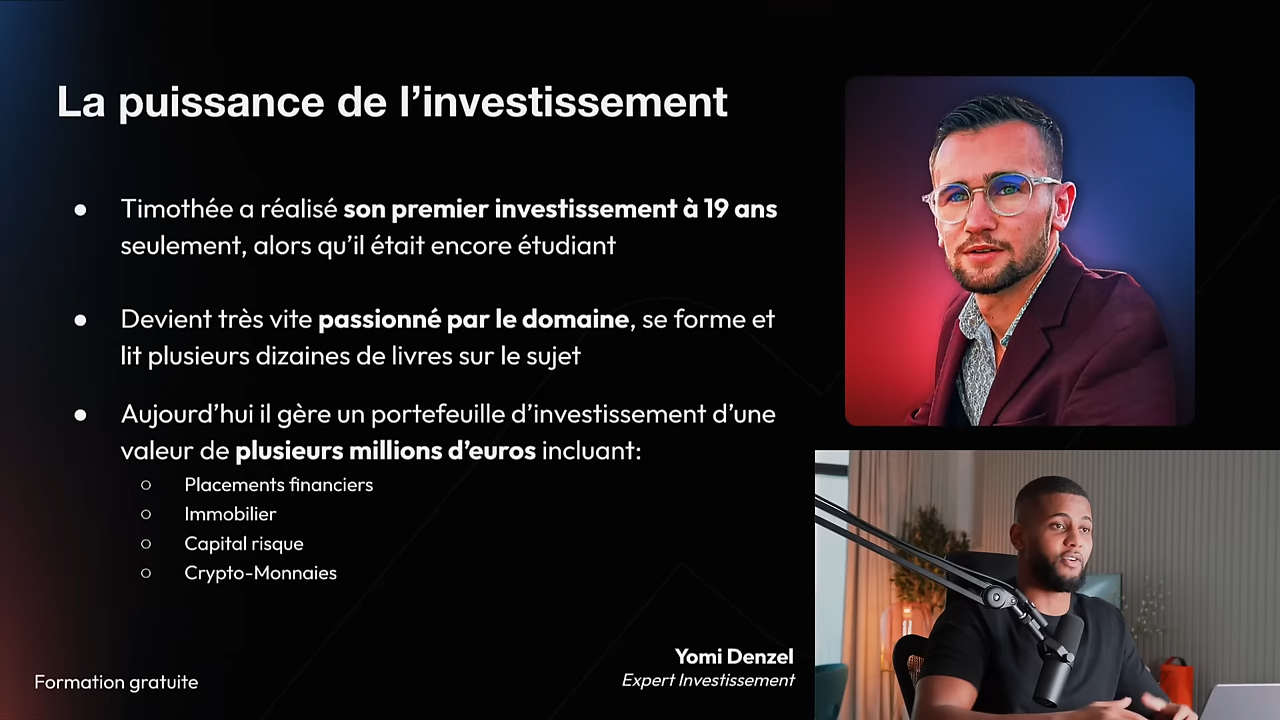 La puissance de l’investissement
● Timothée a réalisé son premier investissement à 19 ans
seulement, alors qu’il était encore étudiant
● Devient très vite passionné par le domaine, se forme et
lit plusieurs dizaines de livres sur le sujet
● Aujourd’hui il gère un portefeuille d’investissement d’une
valeur de plusieurs millions d’euros incluant:
○ Placements financiers
○ Immobilier
○ Capital risque
○ Crypto-Monnaies
Yomi Denzel
Expert Investissement
Formation gratuite